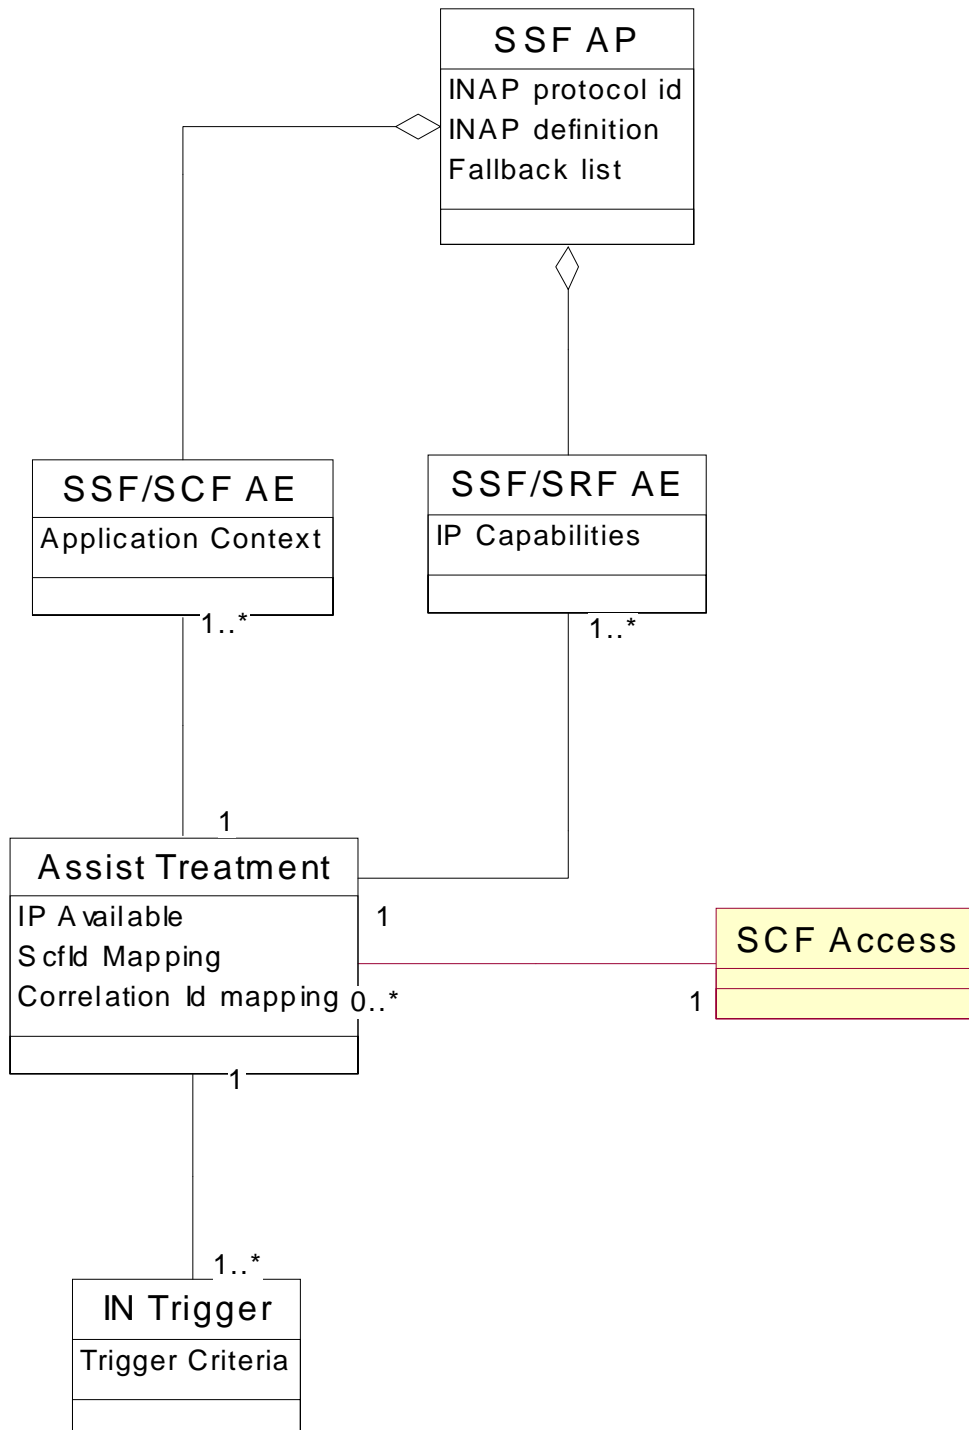 SSF AP
INAP protocol id
INAP definition
Fallback list
SSF/SCF AE
Application Context
1..*
SSF/SRF AE
IP Capabilities
1..*
1
Assist Treatment
IP Available
ScfId Mapping
Correlation Id mapping
1
0..*
1
SCF Access
1
1..*
IN Trigger
Trigger Criteria